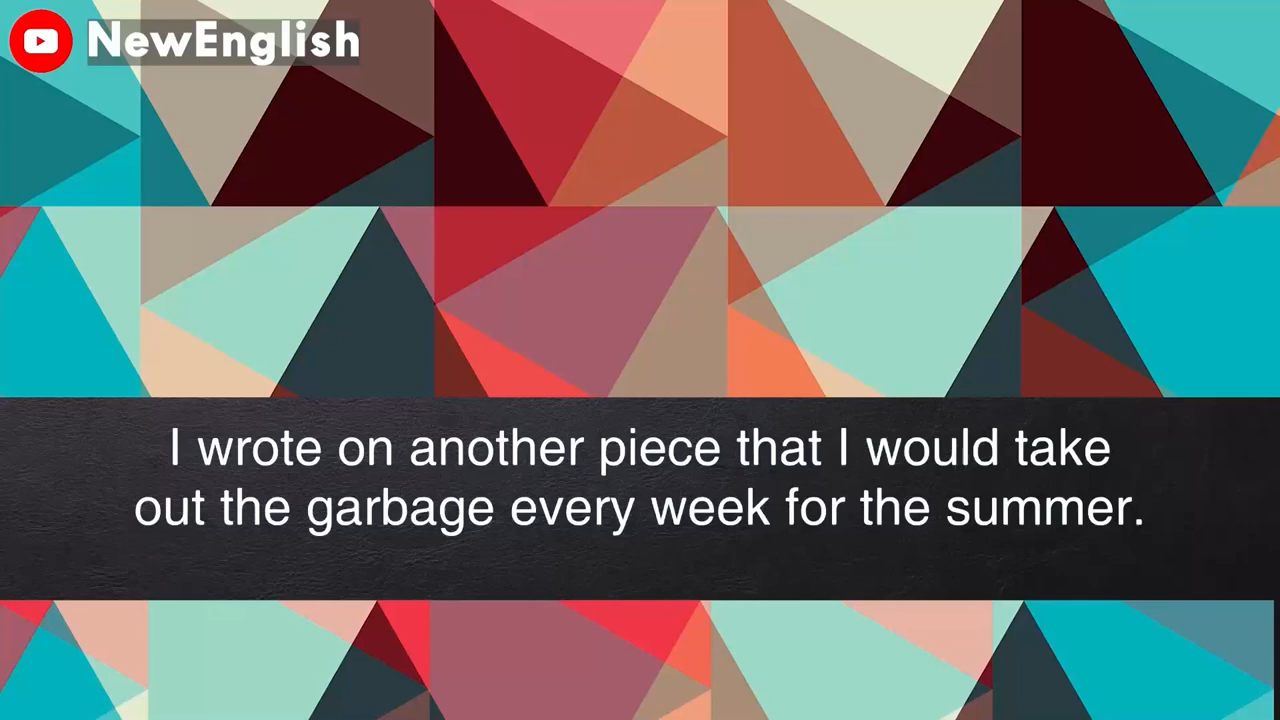 NewEnglish
I wrote on another piece that I would take
out the garbage every week for the summer.